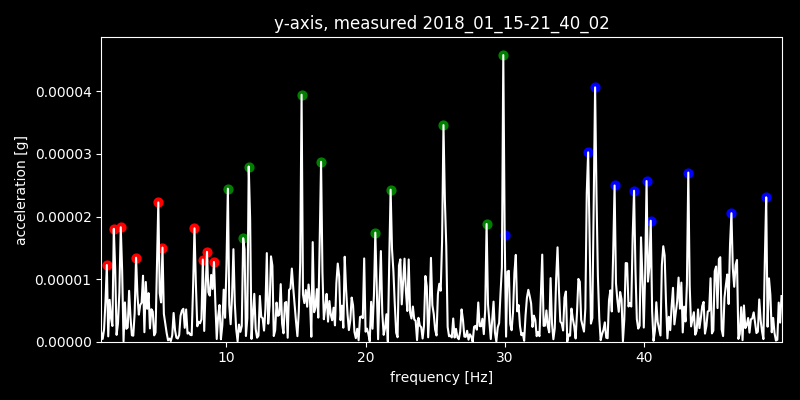 y-axis, measured 2018_01_15-21_40_02
acceleration [g]
0.00004
0.00003
0.00002
0.00001
0.00000
10 20 30 40
frequency [Hz]